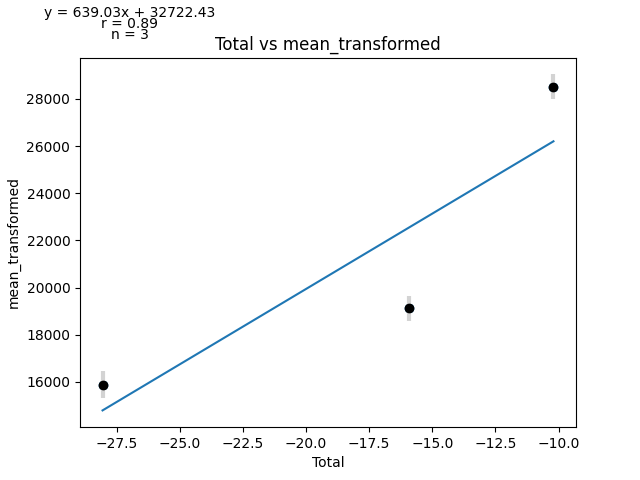 y = 639.03x + 32722.43
r = 0.89
n = 3
Total vs mean_transformed
28000
26000
24000
22000
20000
18000
16000
mean_transformed
−27.5 −25.0 −22.5 −20.0 −17.5 −15.0 −12.5 −10.0
Total